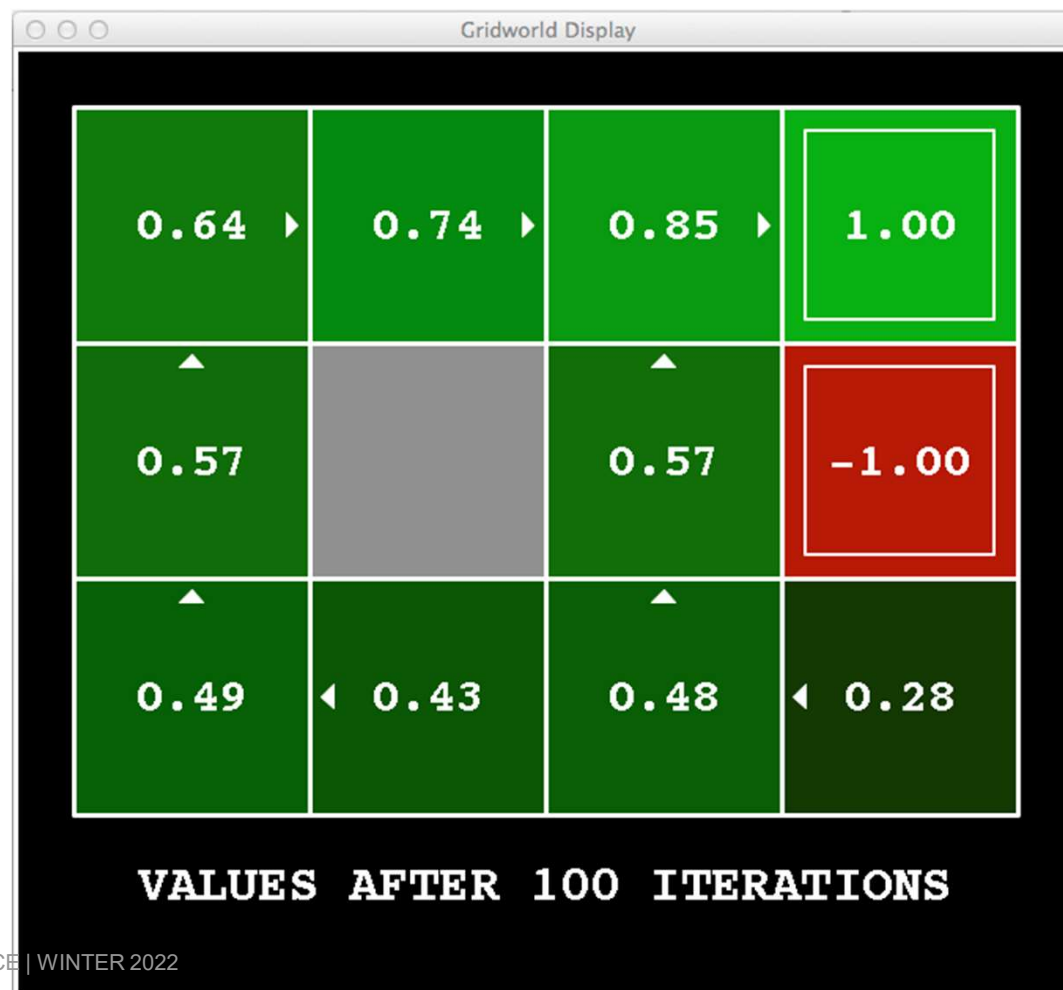 Gridworld Display
0.64 0.74 0.85 1.00
0.57 0.57 -1.00
0.49 0.43 0.48 0.28
VALUES AFTER 100 ITERATIONS
| WINTER 2022